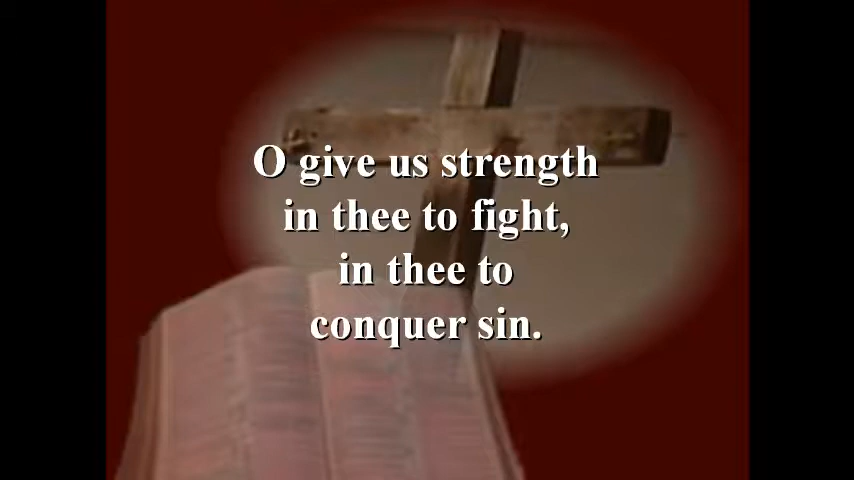 O give us strength
in thee to fight,
in thee to
conquer sin.